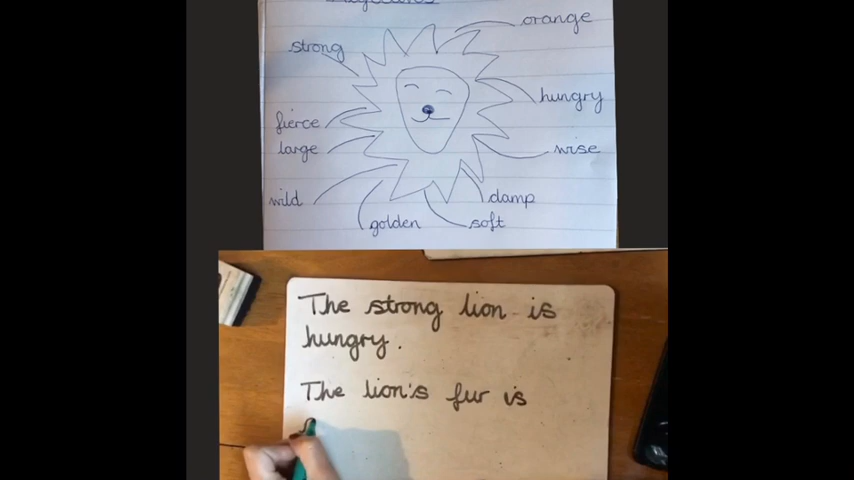 orange
strong
hungry
fierce
large
wise
wild
damp
golden
soft
The strong lion is
hungry.
The lion's fur is